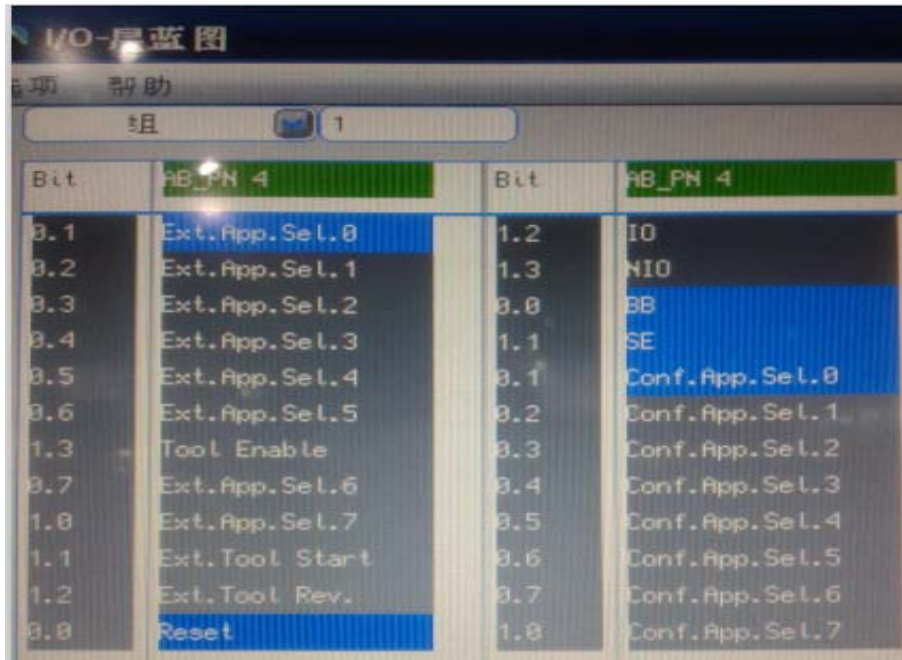 I/O-层蓝图
选项 帮助
组 1
Bit AB_PN 4 Bit AB_PN 4
0.1 Ext.App.Sel.0 1.2 IO
0.2 Ext.App.Sel.1 1.3 NIO
0.3 Ext.App.Sel.2 0.0 BB
0.4 Ext.App.Sel.3 1.1 SE
0.5 Ext.App.Sel.4 0.1 Conf.App.Sel.0
0.6 Ext.App.Sel.5 0.2 Conf.App.Sel.1
1.3 Tool Enable 0.3 Conf.App.Sel.2
0.7 Ext.App.Sel.6 0.4 Conf.App.Sel.3
1.0 Ext.App.Sel.7 0.5 Conf.App.Sel.4
1.1 Ext.Tool Start 0.6 Conf.App.Sel.5
1.2 Ext.Tool Rev. 0.7 Conf.App.Sel.6
0.0 Reset 1.0 Conf.App.Sel.7